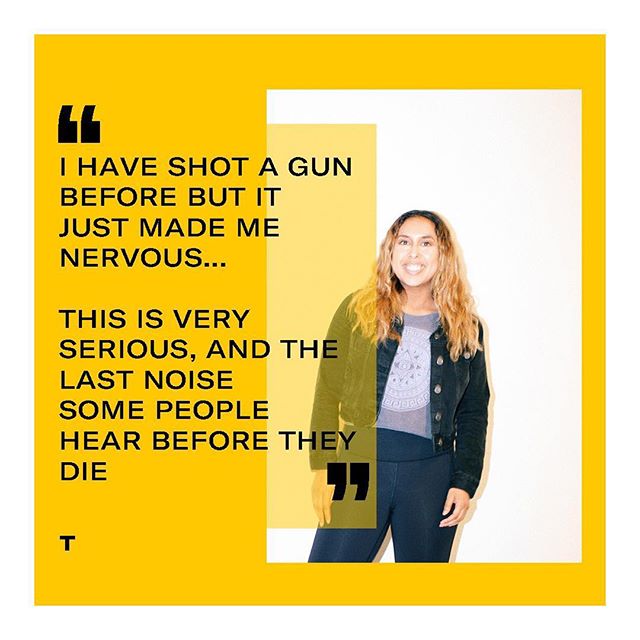 “
I HAVE SHOT A GUN
BEFORE BUT IT
JUST MADE ME
NERVOUS...
THIS IS VERY
SERIOUS, AND THE
LAST NOISE
SOME PEOPLE
HEAR BEFORE THEY
DIE
”
T